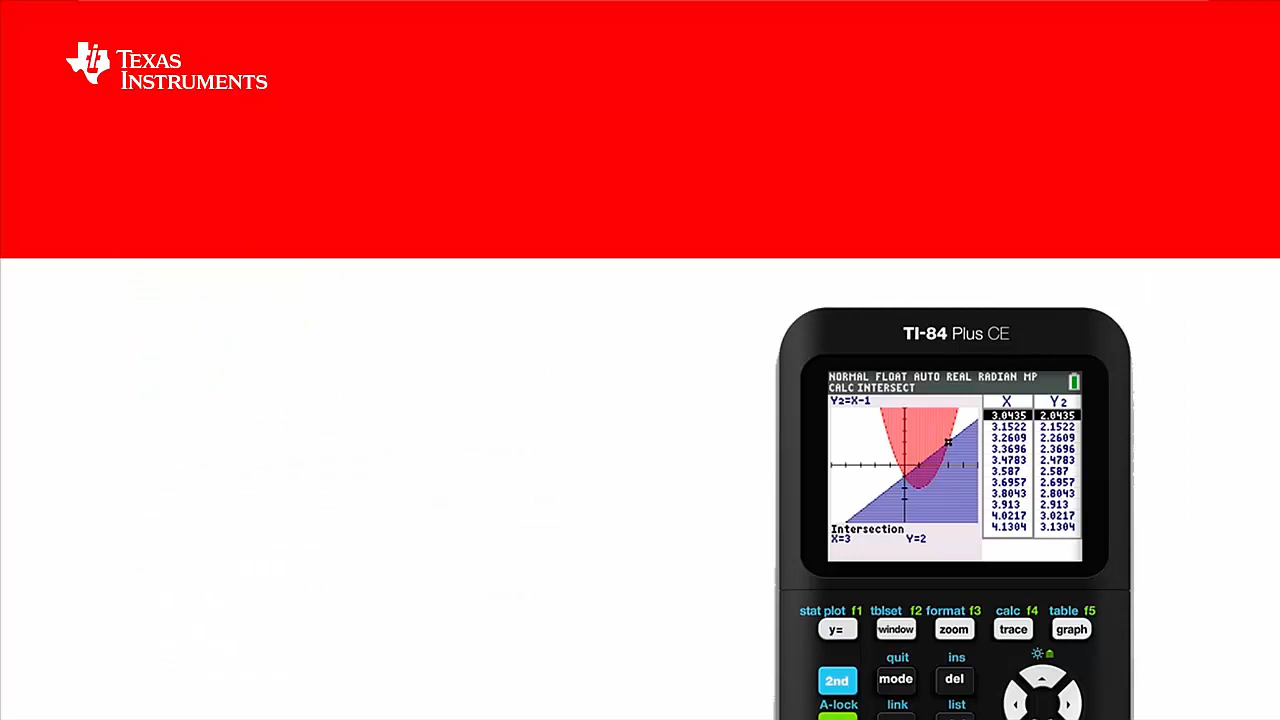 TEXAS
INSTRUMENTS
TI-84 Plus CE
NORMAL FLOAT AUTO REAL RADIAN MP
CALC INTERSECT
Y2=X-1
X Y2
3.0435 2.0435
3.1522 2.1522
3.2609 2.2609
3.3696 2.3696
3.4783 2.4783
3.587 2.587
3.6957 2.6957
3.8043 2.8043
3.913 2.913
4.0217 3.0217
4.1304 3.1304
Intersection
X=3 Y=2
stat plot f1 tblset f2 format f3 calc f4 table f5
y= window zoom trace graph
quit ins
2nd mode del
A-lock link list